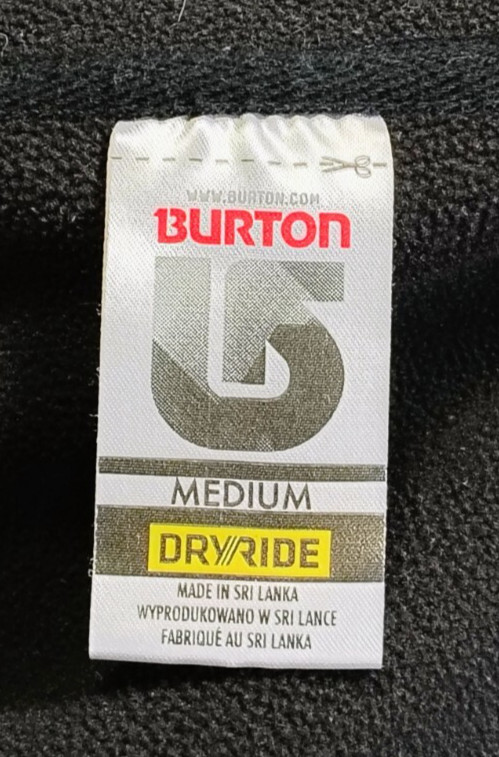 WWW.BURTON.COM
BURTON
MEDIUM
DRYRIDE
MADE IN SRI LANKA
WYPRODUKOWANO W SRI LANCE
FABRIQUÉ AU SRI LANKA